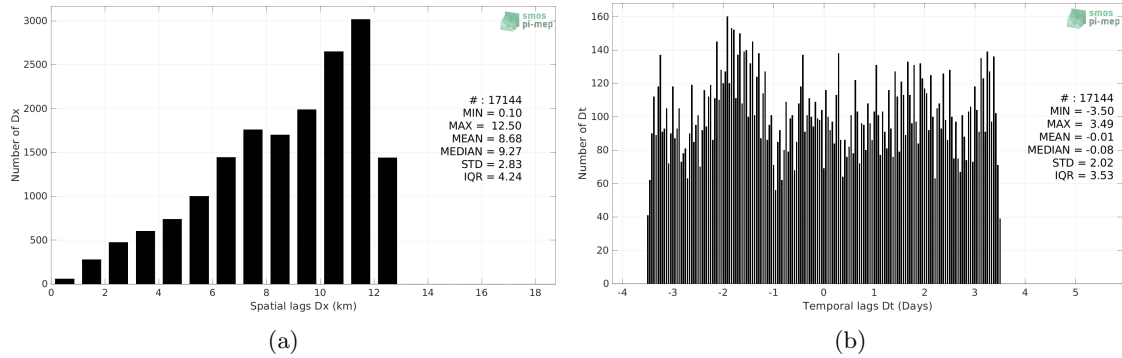 smos
pi-mep
3000
2500
2000
1500
1000
500
0
Number of Dx
# : 17144
MIN = 0.10
MAX = 12.50
MEAN = 8.68
MEDIAN = 9.27
STD = 2.83
IQR = 4.24
0 2 4 6 8 10 12 14 16 18
Spatial lags Dx (km)
(a)
smos
pi-mep
160
140
120
100
80
60
40
20
0
Number of Dt
# : 17144
MIN = -3.50
MAX = 3.49
MEAN = -0.01
MEDIAN = -0.08
STD = 2.02
IQR = 3.53
-4 -3 -2 -1 0 1 2 3 4 5
Temporal lags Dt (Days)
(b)